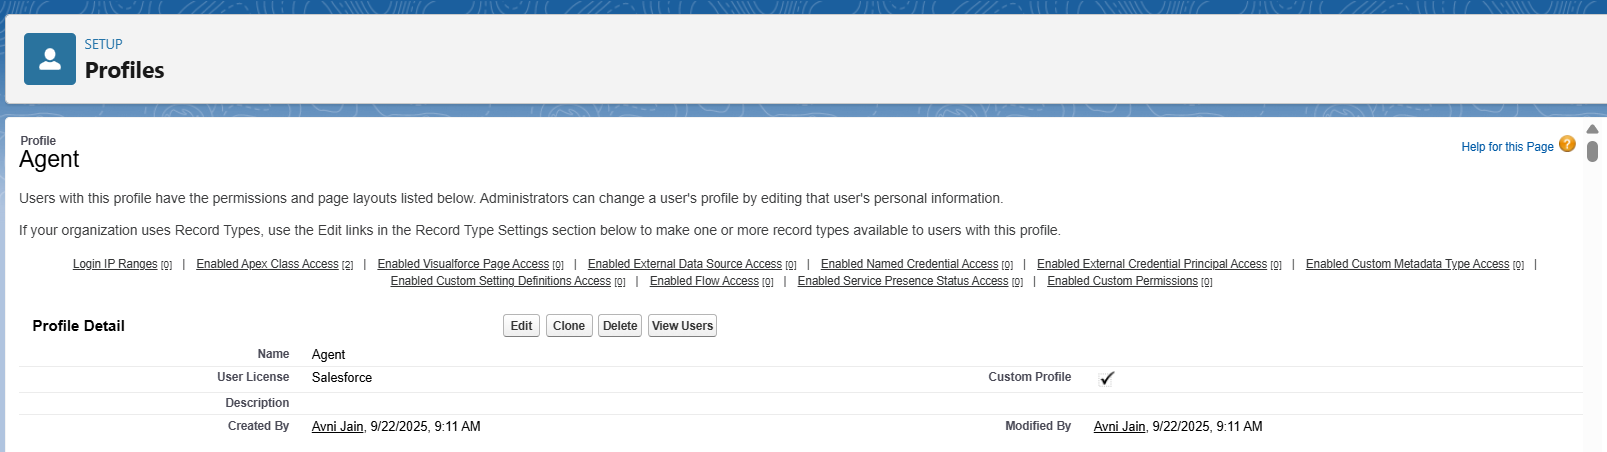 SETUP
Profiles
Profile
Agent
Help for this Page ?
Users with this profile have the permissions and page layouts listed below. Administrators can change a user's profile by editing that user's personal information.
If your organization uses Record Types, use the Edit links in the Record Type Settings section below to make one or more record types available to users with this profile.
Login IP Ranges [0] | Enabled Apex Class Access [2] | Enabled Visualforce Page Access [0] | Enabled External Data Source Access [0] | Enabled Named Credential Access [0] | Enabled External Credential Principal Access [0] | Enabled Custom Metadata Type Access [0] |
Enabled Custom Setting Definitions Access [0] | Enabled Flow Access [0] | Enabled Service Presence Status Access [0] | Enabled Custom Permissions [0]
Profile Detail Edit Clone Delete View Users
Name Agent
User License Salesforce Custom Profile
Description
Created By Avni Jain, 9/22/2025, 9:11 AM Modified By Avni Jain, 9/22/2025, 9:11 AM